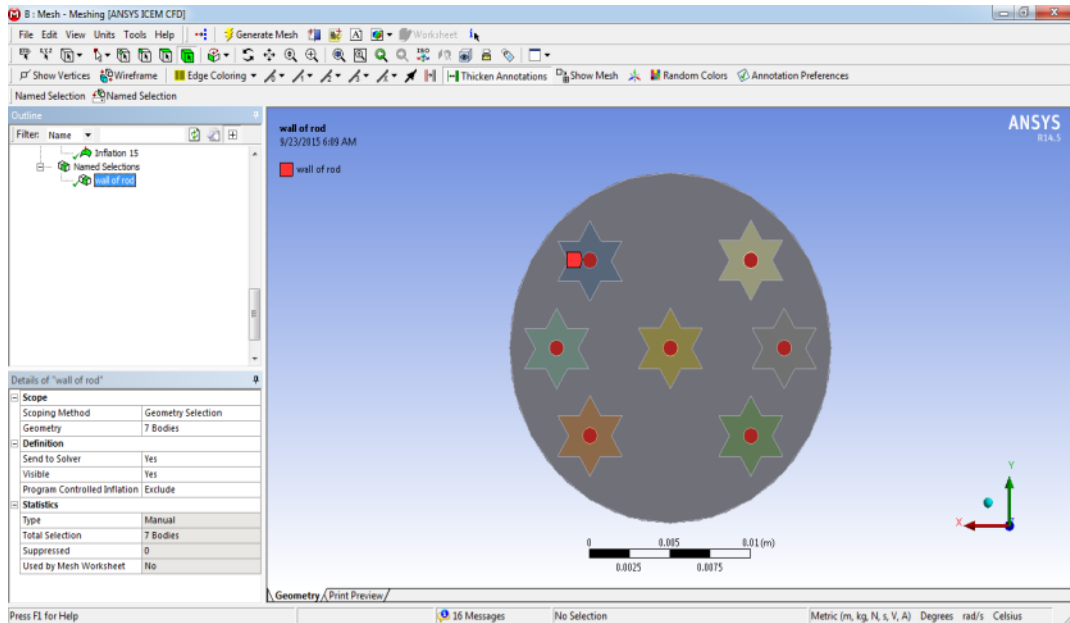 B : Mesh - Meshing [ANSYS ICEM CFD]
File Edit View Units Tools Help Generate Mesh Worksheet
Show Vertices Wireframe Edge Coloring Thicken Annotations Show Mesh Random Colors Annotation Preferences
Named Selection Named Selection
Outline
Filter: Name
Inflation 15
Named Selections
wall of rod
Details of "wall of rod"
Scope
Scoping Method Geometry Selection
Geometry 7 Bodies
Definition
Send to Solver Yes
Visible Yes
Program Controlled Inflation Exclude
Statistics
Type Manual
Total Selection 7 Bodies
Suppressed 0
Used by Mesh Worksheet No
wall of rod
9/23/2015 6:09 AM
wall of rod
ANSYS
R14.5
Y
X
0 0.005 0.01 (m)
0.0025 0.0075
Geometry Print Preview
Press F1 for Help 16 Messages No Selection Metric (m, kg, N, s, V, A) Degrees rad/s Celsius